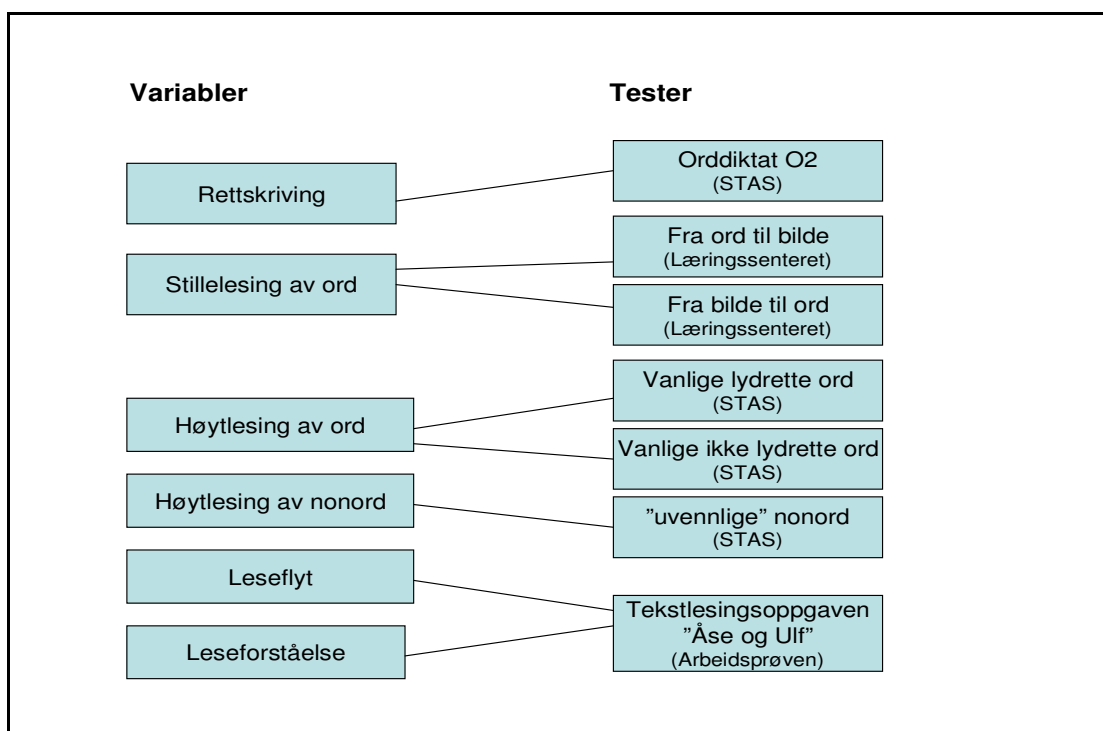 Variabler
Tester
Rettskriving
Orddiktat O2
(STAS)
Stillelesing av ord
Fra ord til bilde
(Læringssenteret)
Fra bilde til ord
(Læringssenteret)
Høytlesing av ord
Vanlige lydrette ord
(STAS)
Vanlige ikke lydrette ord
(STAS)
Høytlesing av nonord
”uvennlige” nonord
(STAS)
Leseflyt
Leseforståelse
Tekstlesingsoppgaven
”Åse og Ulf”
(Arbeidsprøven)